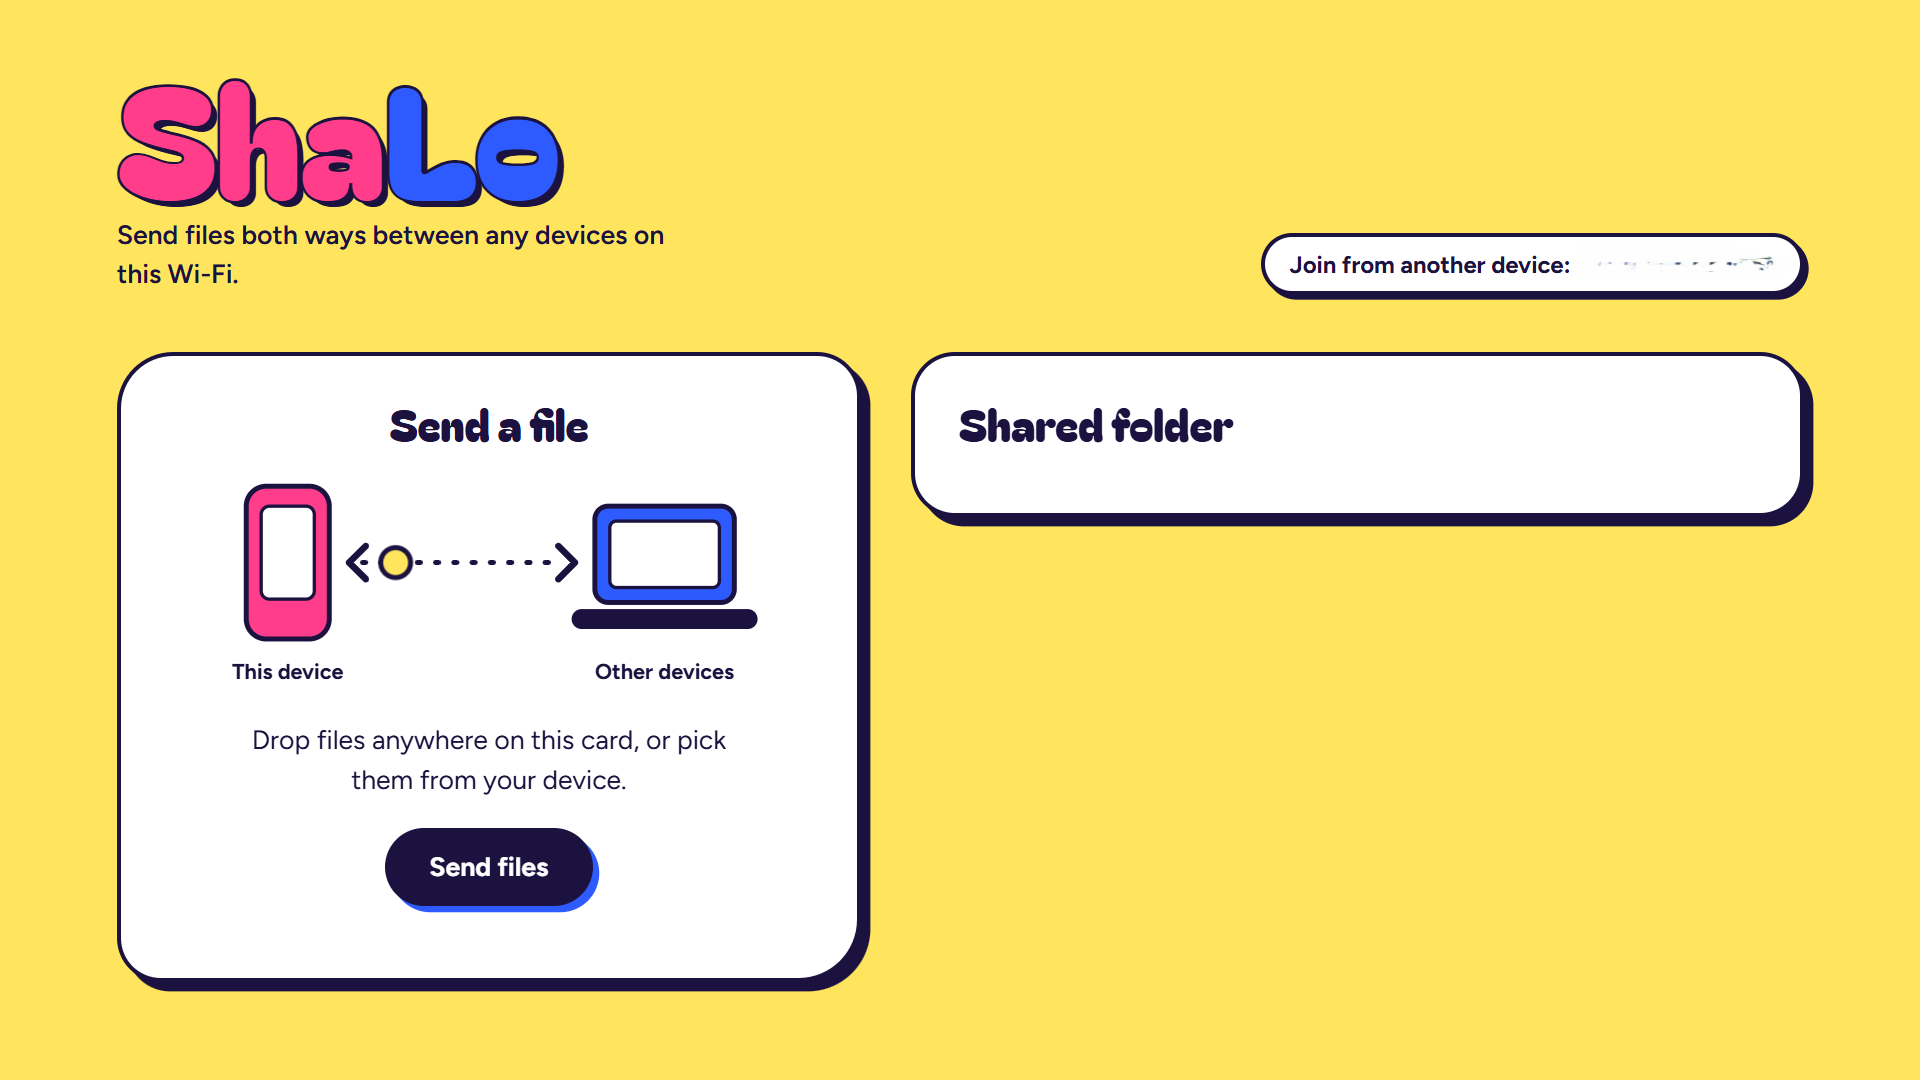 ShaLo
Send files both ways between any devices on
this Wi-Fi.
Join from another device:
Send a file
This device
Other devices
Drop files anywhere on this card, or pick
them from your device.
Send files
Shared folder